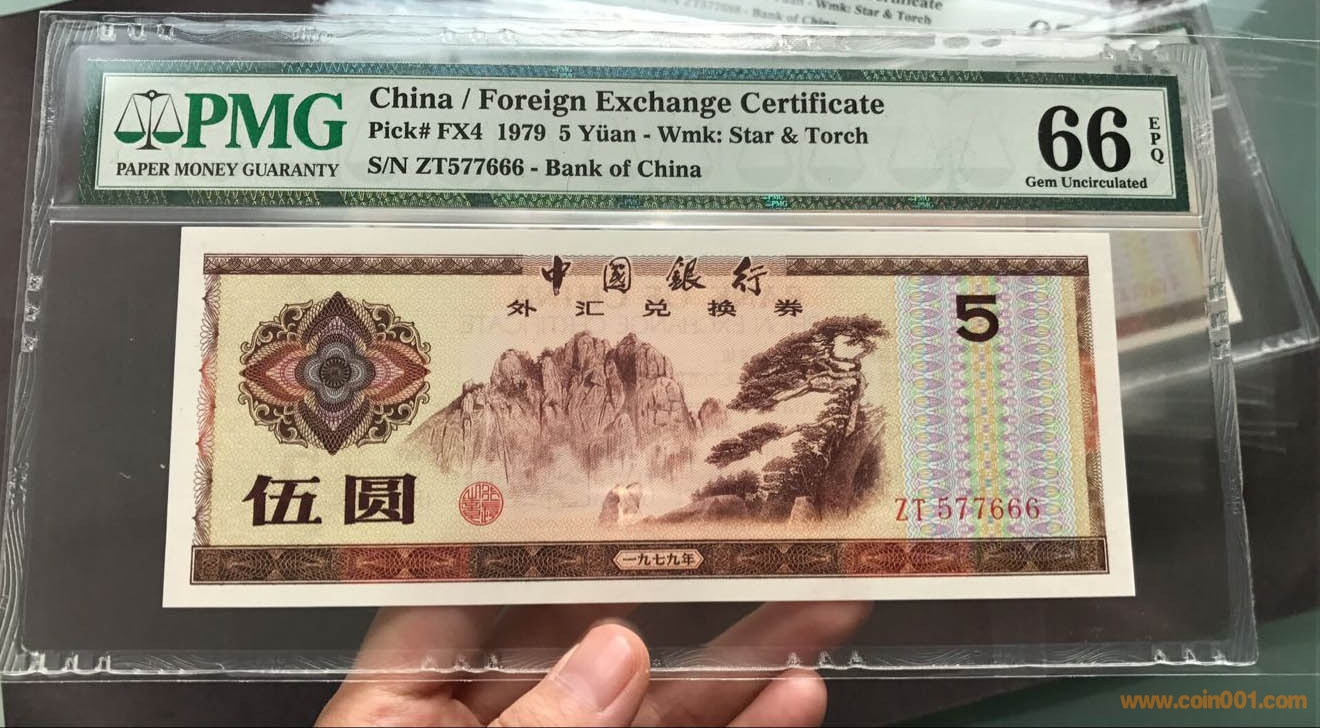 PMG
PAPER MONEY GUARANTY
China / Foreign Exchange Certificate
Pick# FX4 1979 5 Yüan - Wmk: Star & Torch
S/N ZT577666 - Bank of China
66
EPQ
Gem Uncirculated
中國銀行
外汇兑换券
5
伍圆
ZT 577666
一九七九年
www.coin001.com